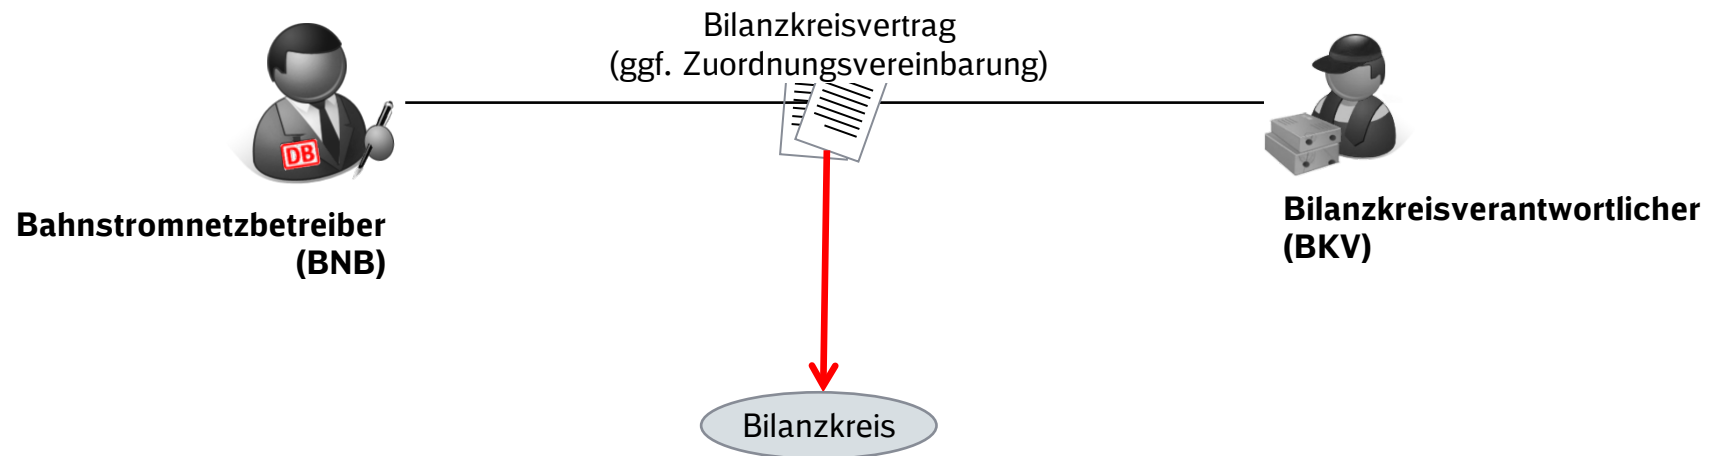 Bilanzkreisvertrag
(ggf. Zuordnungsvereinbarung)
DB
Bahnstromnetzbetreiber
(BNB)
Bilanzkreisverantwortlicher
(BKV)
Bilanzkreis